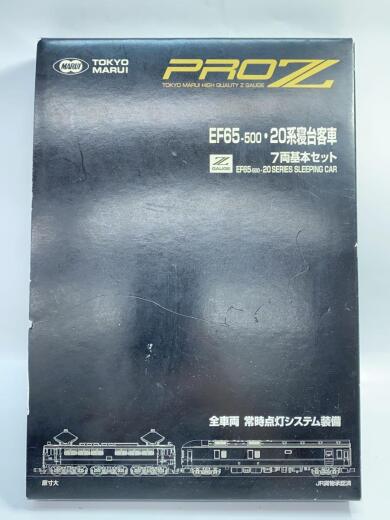 MARUI
TOKYO
MARUI
PROZ
TOKYO MARUI HIGH QUALITY Z GAUGE
EF65-500・20系寝台客車
7両基本セット
Z
GAUGE
EF65-500・20 SERIES SLEEPING CAR
全車両 常時点灯システム装備
原寸大
JR貨物承認済